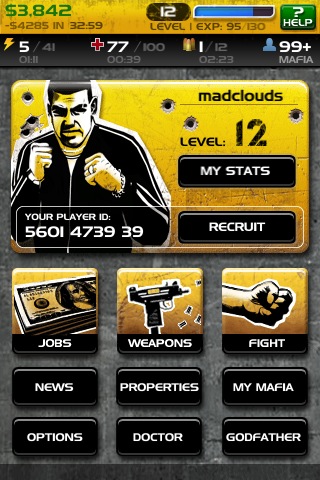 $3,842
12
? HELP
-$4285 IN 32:59
LEVEL | EXP: 95/130
5 /41
77 /100
1/12
99+
01:11
00:39
02:23
MAFIA
madclouds
LEVEL: 12
MY STATS
YOUR PLAYER ID:
5601 4739 39
RECRUIT
JOBS
WEAPONS
FIGHT
NEWS
PROPERTIES
MY MAFIA
OPTIONS
DOCTOR
GODFATHER